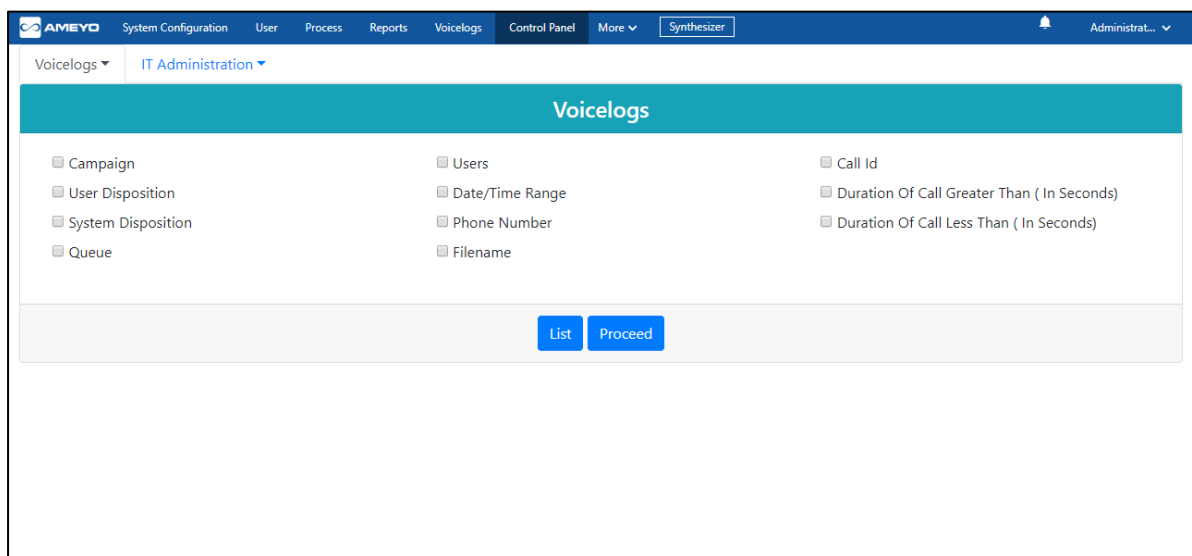 AMEYO System Configuration User Process Reports Voicelogs Control Panel More Synthesizer Administrat...
Voicelogs IT Administration
Voicelogs
Campaign Users Call Id
User Disposition Date/Time Range Duration Of Call Greater Than ( In Seconds)
System Disposition Phone Number Duration Of Call Less Than ( In Seconds)
Queue Filename
List Proceed